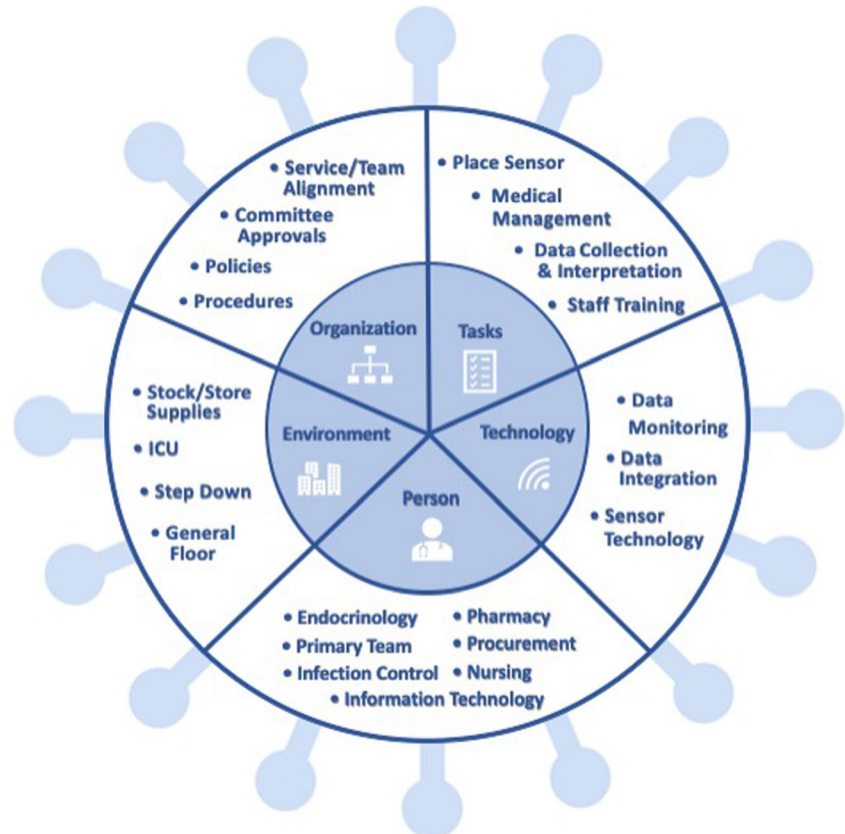 • Service/Team
Alignment
• Committee
Approvals
• Policies
• Procedures
• Place Sensor
• Medical
Management
• Data Collection
& Interpretation
• Staff Training
Organization
Tasks
• Stock/Store
Supplies
• ICU
• Step Down
• General
Floor
Environment
Technology
Person
• Data
Monitoring
• Data
Integration
• Sensor
Technology
• Endocrinology
• Primary Team
• Infection Control
• Pharmacy
• Procurement
• Nursing
• Information Technology